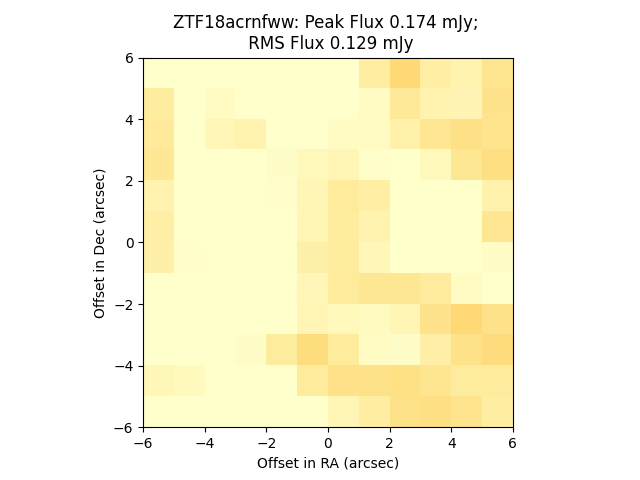 ZTF18acrnfww: Peak Flux 0.174 mJy;
RMS Flux 0.129 mJy
6
4
2
0
−2
−4
−6
Offset in Dec (arcsec)
−6 −4 −2 0 2 4 6
Offset in RA (arcsec)